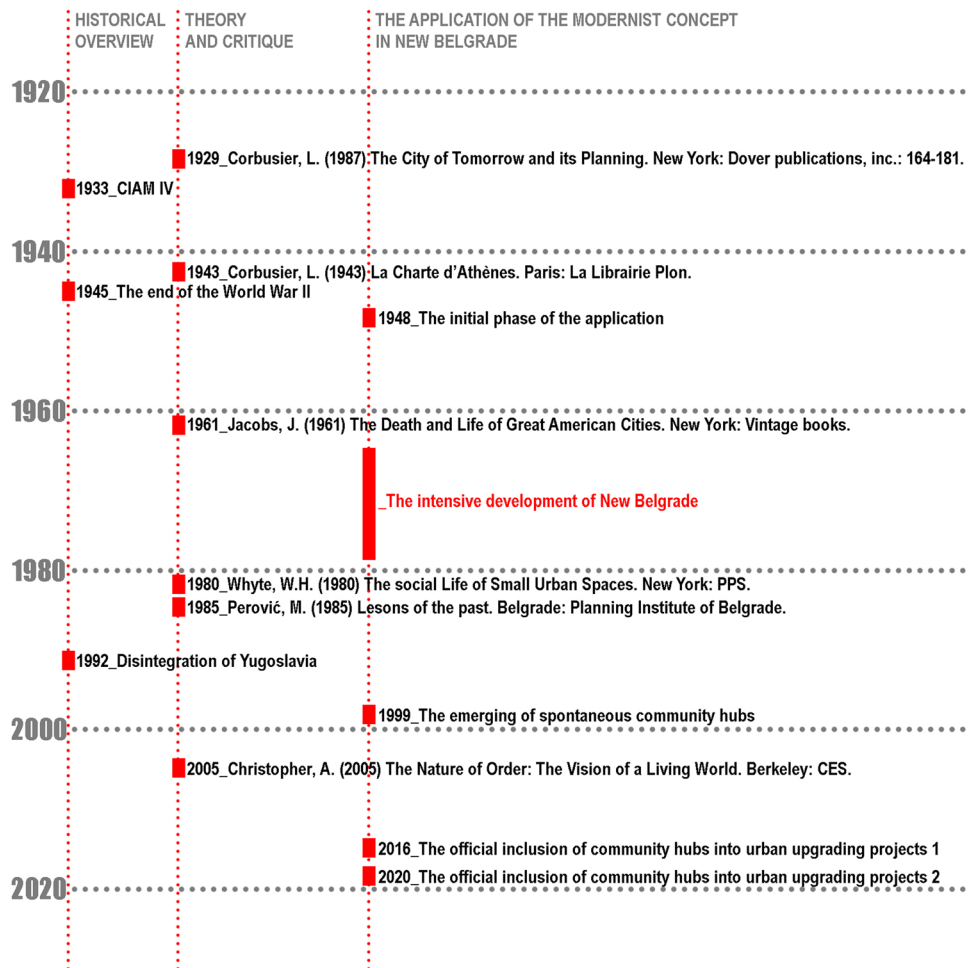 HISTORICAL
OVERVIEW
THEORY
AND CRITIQUE
THE APPLICATION OF THE MODERNIST CONCEPT
IN NEW BELGRADE
1920
1929_Corbusier, L. (1987) The City of Tomorrow and its Planning. New York: Dover publications, inc.: 164-181.
1933_CIAM IV
1940
1943_Corbusier, L. (1943) La Charte d’Athènes. Paris: La Librairie Plon.
1945_The end of the World War II
1948_The initial phase of the application
1960
1961_Jacobs, J. (1961) The Death and Life of Great American Cities. New York: Vintage books.
_The intensive development of New Belgrade
1980
1980_Whyte, W.H. (1980) The social Life of Small Urban Spaces. New York: PPS.
1985_Perović, M. (1985) Lesons of the past. Belgrade: Planning Institute of Belgrade.
1992_Disintegration of Yugoslavia
1999_The emerging of spontaneous community hubs
2000
2005_Christopher, A. (2005) The Nature of Order: The Vision of a Living World. Berkeley: CES.
2016_The official inclusion of community hubs into urban upgrading projects 1
2020_The official inclusion of community hubs into urban upgrading projects 2
2020